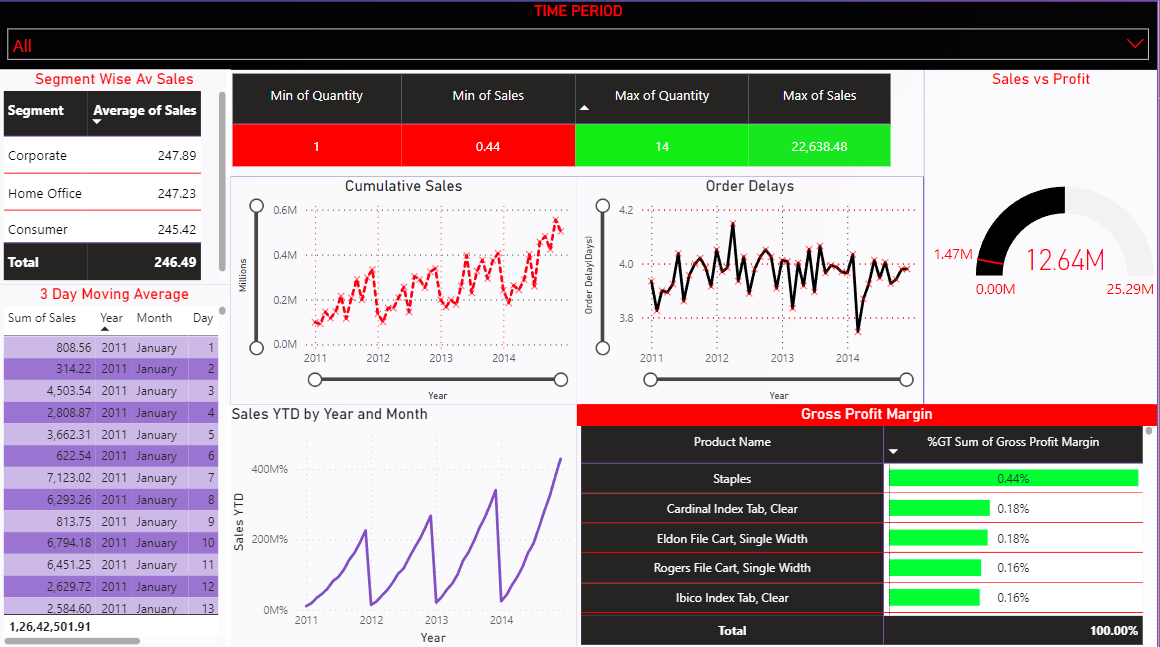 TIME PERIOD
All
Segment Wise Av Sales
Segment Average of Sales
Corporate 247.89
Home Office 247.23
Consumer 245.42
Total 246.49
3 Day Moving Average
Sum of Sales Year Month Day
808.56 2011 January 1
314.22 2011 January 2
4,503.54 2011 January 3
2,808.87 2011 January 4
3,662.31 2011 January 5
622.54 2011 January 6
7,123.02 2011 January 7
6,293.26 2011 January 8
813.75 2011 January 9
6,794.18 2011 January 10
6,451.25 2011 January 11
2,629.72 2011 January 12
2,584.60 2011 January 13
1,26,42,501.91
Min of Quantity Min of Sales Max of Quantity Max of Sales
1 0.44 14 22,638.48
Cumulative Sales
Millions
0.6M
0.4M
0.2M
0.0M
2011 2012 2013 2014
Year
Order Delays
Order Delay(Days)
4.2
4.0
3.8
2011 2012 2013 2014
Year
Sales vs Profit
1.47M
12.64M
0.00M 25.29M
Sales YTD by Year and Month
Sales YTD
400M%
200M%
0M%
2011 2012 2013 2014
Year
Gross Profit Margin
Product Name %GT Sum of Gross Profit Margin
Staples 0.44%
Cardinal Index Tab, Clear 0.18%
Eldon File Cart, Single Width 0.18%
Rogers File Cart, Single Width 0.16%
Ibico Index Tab, Clear 0.16%
Total 100.00%